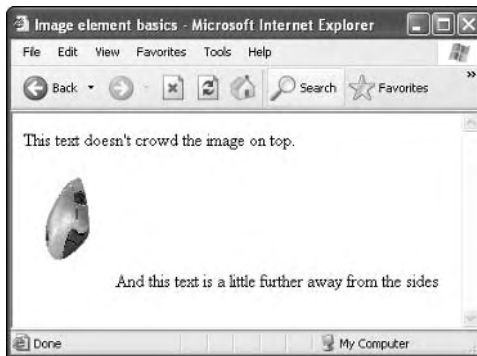 Image element basics - Microsoft Internet Explorer
File Edit View Favorites Tools Help
Back Search Favorites »
This text doesn't crowd the image on top.
And this text is a little further away from the sides
Done My Computer